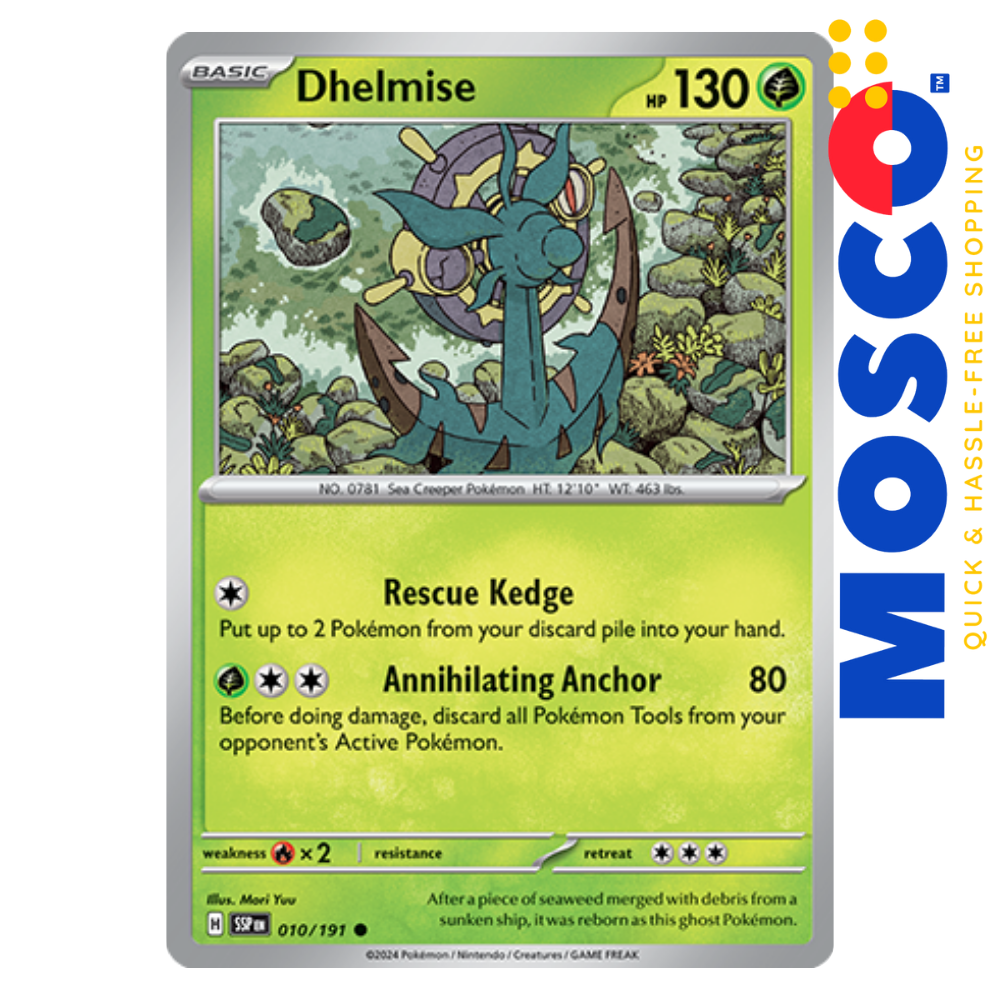 BASIC Dhelmise HP 130
NO. 0781 Sea Creeper Pokémon HT: 12'10" WT: 463 lbs.
Rescue Kedge
Put up to 2 Pokémon from your discard pile into your hand.
Annihilating Anchor 80
Before doing damage, discard all Pokémon Tools from your
opponent's Active Pokémon.
weakness ×2 resistance retreat
Illus. Mori Yuu
After a piece of seaweed merged with debris from a
sunken ship, it was reborn as this ghost Pokémon.
H SSP EN 010/191
©2024 Pokémon / Nintendo / Creatures / GAME FREAK
MOSCO TM
QUICK & HASSLE-FREE SHOPPING